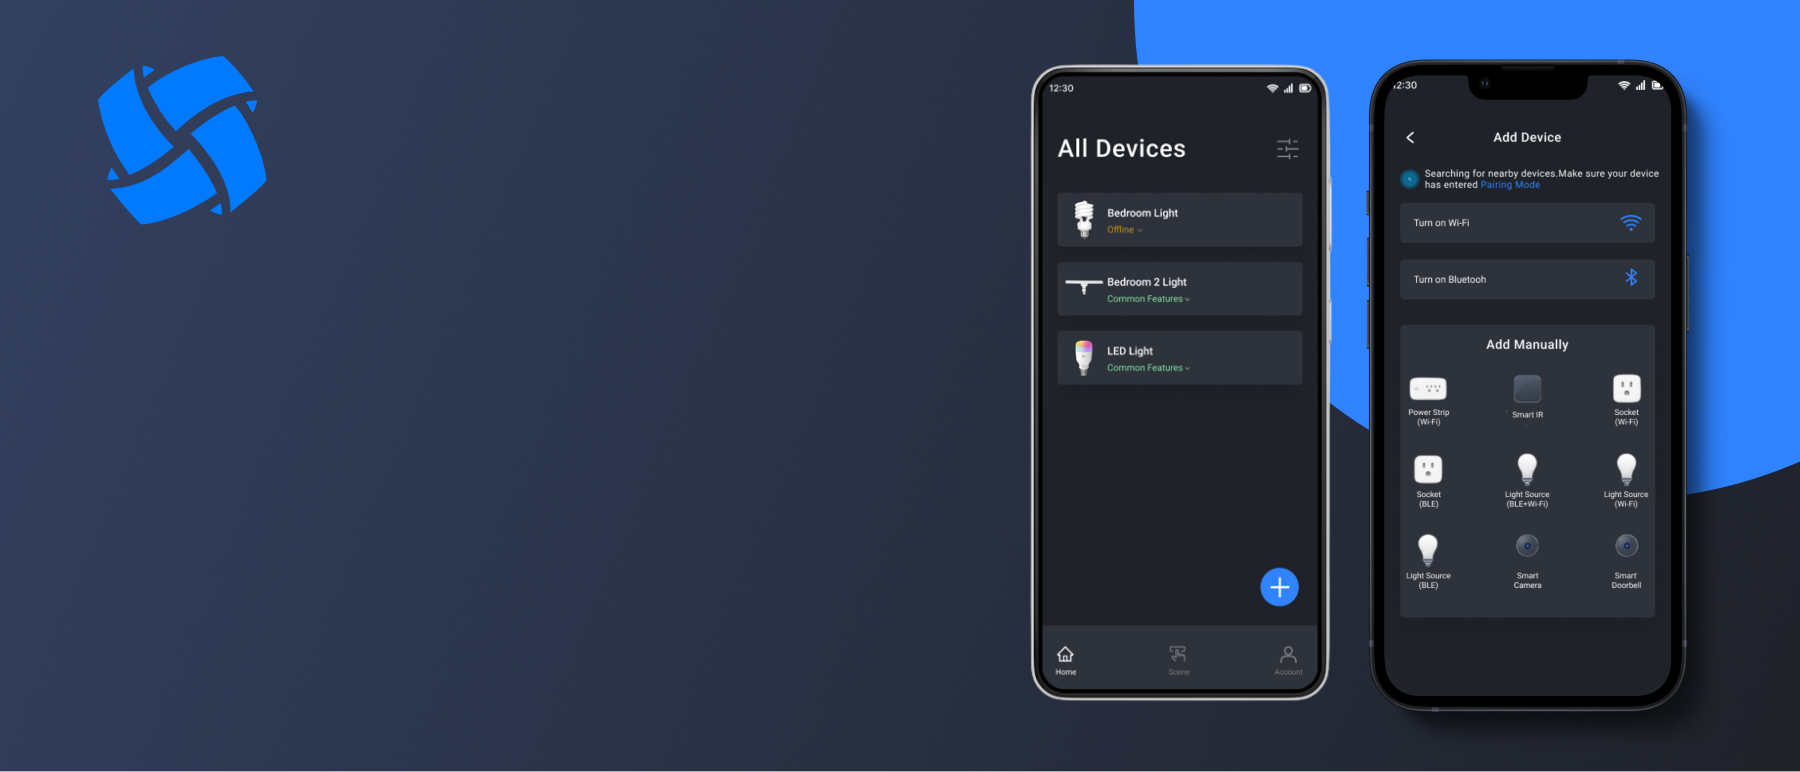 12:30
All Devices
Bedroom Light
Offline
Bedroom 2 Light
Common Features
LED Light
Common Features
Home
Scene
Account
12:30
Add Device
Searching for nearby devices.Make sure your device
has entered Pairing Mode
Turn on Wi-Fi
Turn on Bluetooh
Add Manually
Power Strip
(Wi-Fi)
Smart IR
Socket
(Wi-Fi)
Socket
(BLE)
Light Source
(BLE+Wi-Fi)
Light Source
(Wi-Fi)
Light Source
(BLE)
Smart
Camera
Smart
Doorbell